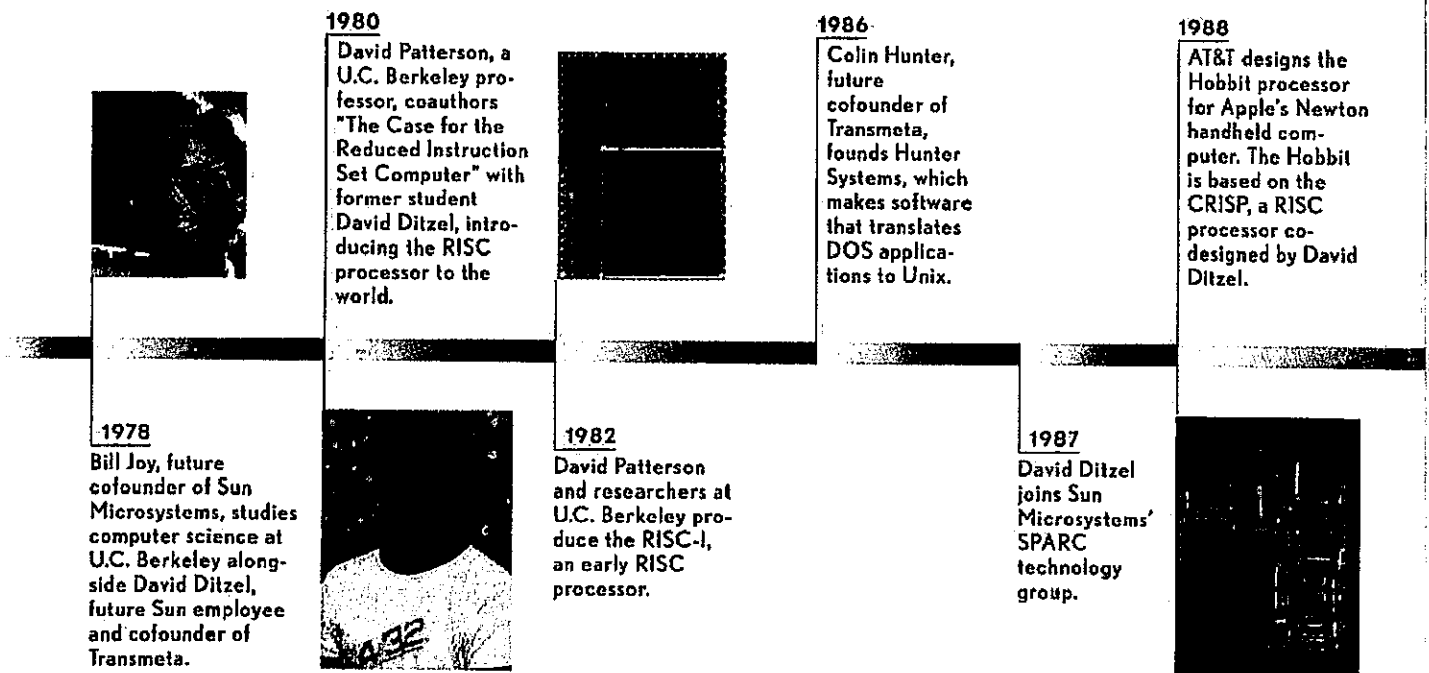 1980
David Patterson, a
U.C. Berkeley pro-
fessor, coauthors
"The Case for the
Reduced Instruction
Set Computer" with
former student
David Ditzel, intro-
ducing the RISC
processor to the
world.
1986
Colin Hunter,
future
cofounder of
Transmeta,
founds Hunter
Systems, which
makes software
that translates
DOS applica-
tions to Unix.
1988
AT&T designs the
Hobbit processor
for Apple's Newton
handheld com-
puter. The Hobbit
is based on the
CRISP, a RISC
processor co-
designed by David
Ditzel.
1978
Bill Joy, future
cofounder of Sun
Microsystems, studies
computer science at
U.C. Berkeley along-
side David Ditzel,
future Sun employee
and cofounder of
Transmeta.
432
1982
David Patterson
and researchers at
U.C. Berkeley pro-
duce the RISC-I,
an early RISC
processor.
1987
David Ditzel
joins Sun
Microsystems'
SPARC
technology
group.